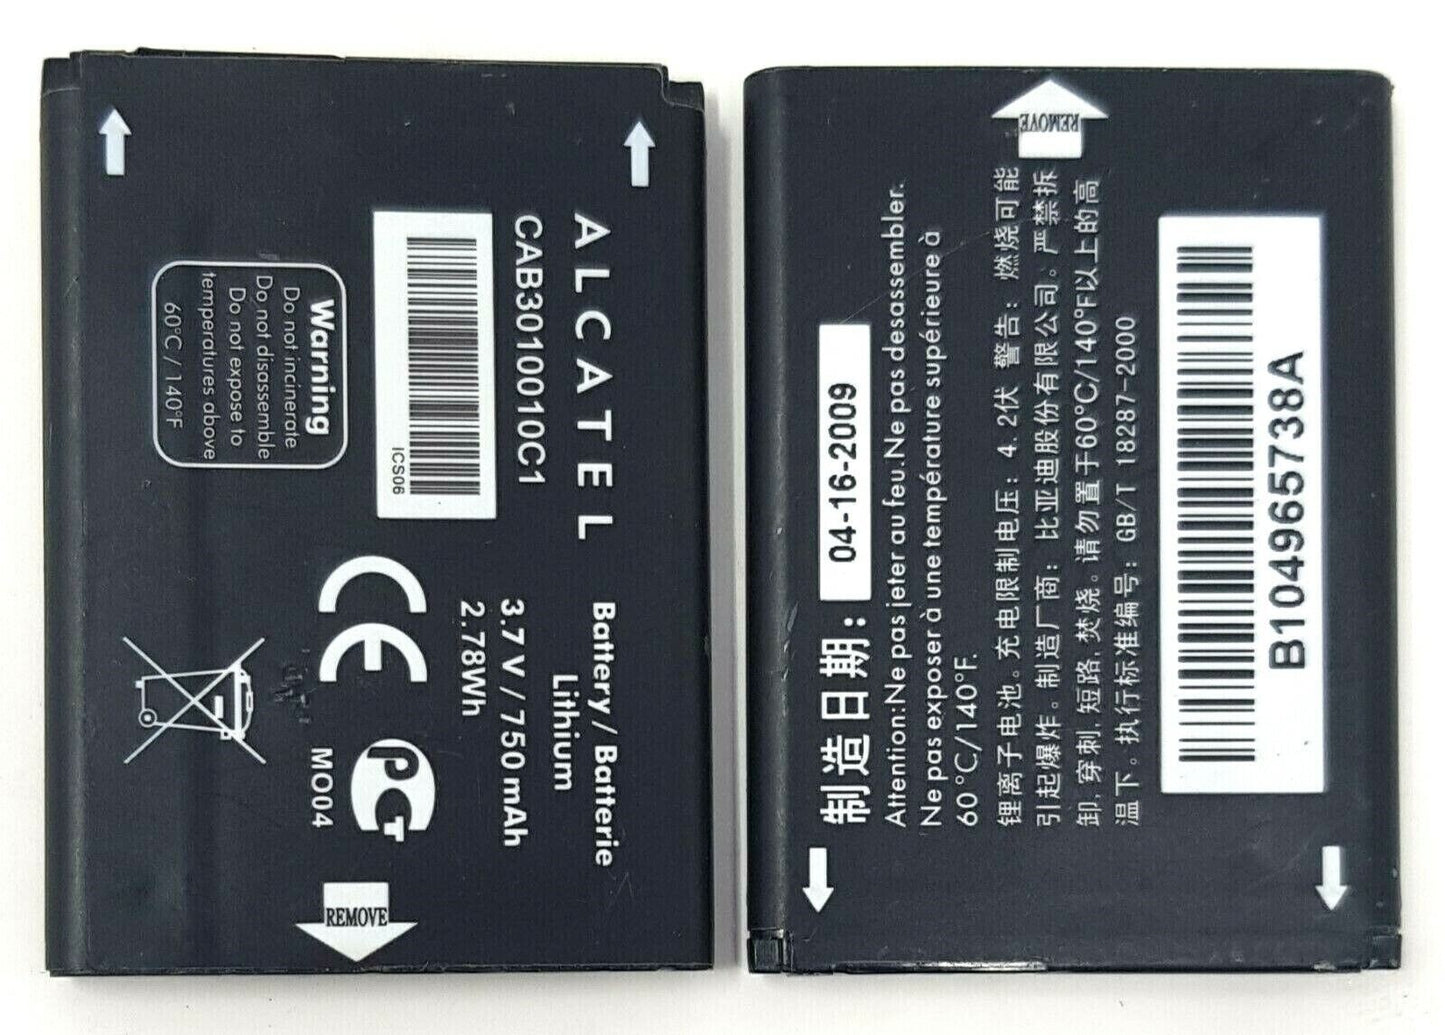 ALCATEL
CAB3010010C1
ICS06
Warning
Do not incinerate
Do not disassemble
Do not expose to
temperatures above
60°C / 140°F
Battery/ Batterie
Lithium
3.7 V / 750 mAh
2.78Wh
CE
PCT
MO04
REMOVE
REMOVE
制造日期: 04-16-2009
Attention:Ne pas jeter au feu.Ne pas desassembler.
Ne pas exposer à une température supérieure à
60 °C/140°F.
锂离子电池。充电限制电压: 4.2伏 警告: 燃烧可能
引起爆炸。制造厂商: 比亚迪股份有限公司。严禁拆
卸,穿刺,短路,焚烧。请勿置于60°C/140°F以上的高
温下。执行标准编号: GB/T 18287-2000
B104965738A